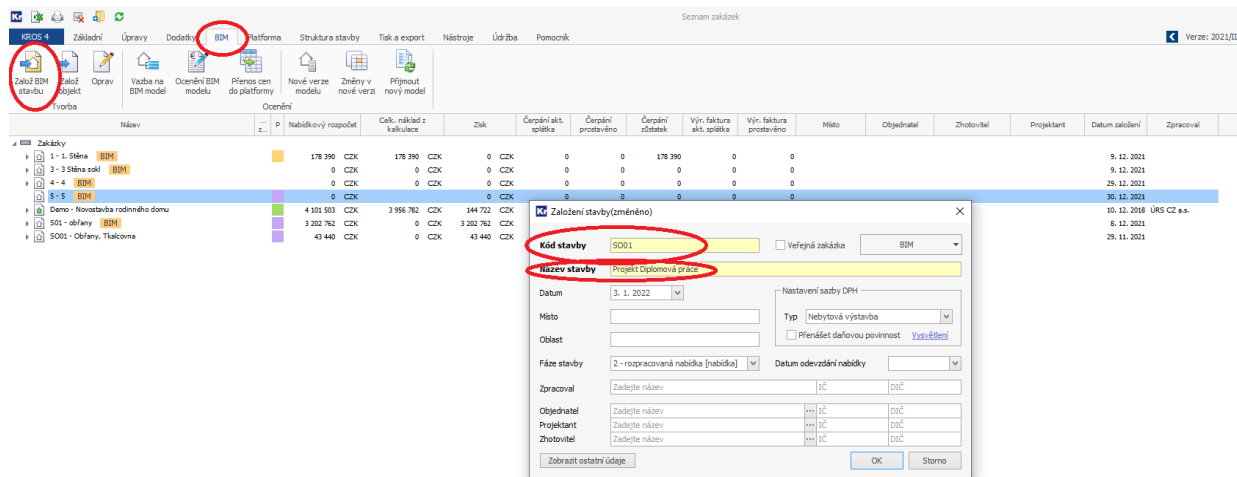 Seznam zakázek
KROS 4 Základní Úpravy Dodatky BIM Platforma Struktura stavby Tisk a export Nástroje Údržba Pomocník Verze: 2021/II
Založ BIM stavbu
Založ objekt
Oprav
Vazba na BIM model
Ocenění BIM modelu
Přenos cen do platformy
Nové verze modelu
Změny v nové verzi
Přijmout nový model
Tvorba Ocenění
Název ... z... P Nabídkový rozpočet Celk. náklad z kalkulace Zisk Čerpání akt. splátka Čerpání prostavěno Čerpání zůstatek Výr. faktura akt. splátka Výr. faktura prostavěno Místo Objednatel Zhotovitel Projektant Datum založení Zpracoval
Zakázky
1 - 1. Stěna BIM 178 390 CZK 178 390 CZK 0 CZK 0 0 178 390 0 0 9. 12. 2021
3 - 3 Stěna sokl BIM 0 CZK 0 CZK 0 CZK 0 0 0 0 0 9. 12. 2021
4 - 4 BIM 0 CZK 0 CZK 0 CZK 0 0 0 0 0 29. 12. 2021
5 - 5 BIM 0 CZK 0 CZK 0 0 0 0 0 30. 12. 2021
Demo - Novostavba rodinného domu 4 101 503 CZK 3 956 782 CZK 144 722 CZK 10. 12. 2018 ÚRS CZ a.s.
S01 - obřany BIM 3 202 762 CZK 0 CZK 3 202 762 CZK 8. 12. 2021
SO01 - Obřany, Tkalcovna 43 440 CZK 0 CZK 43 440 CZK 29. 11. 2021
Založení stavby(změněno)
Kód stavby SO01 Veřejná zakázka BIM
Název stavby Projekt Diplomová práce
Datum 3. 1. 2022 Nastavení sazby DPH
Místo Typ Nebytová výstavba
Přenášet daňovou povinnost Vysvětlení
Oblast
Fáze stavby 2 - rozpracovaná nabídka [nabídka] Datum odevzdání nabídky
Zpracoval Zadejte název IČ DIČ
Objednatel Zadejte název ... IČ DIČ
Projektant Zadejte název ... IČ DIČ
Zhotovitel Zadejte název ... IČ DIČ
Zobrazit ostatní údaje OK Storno